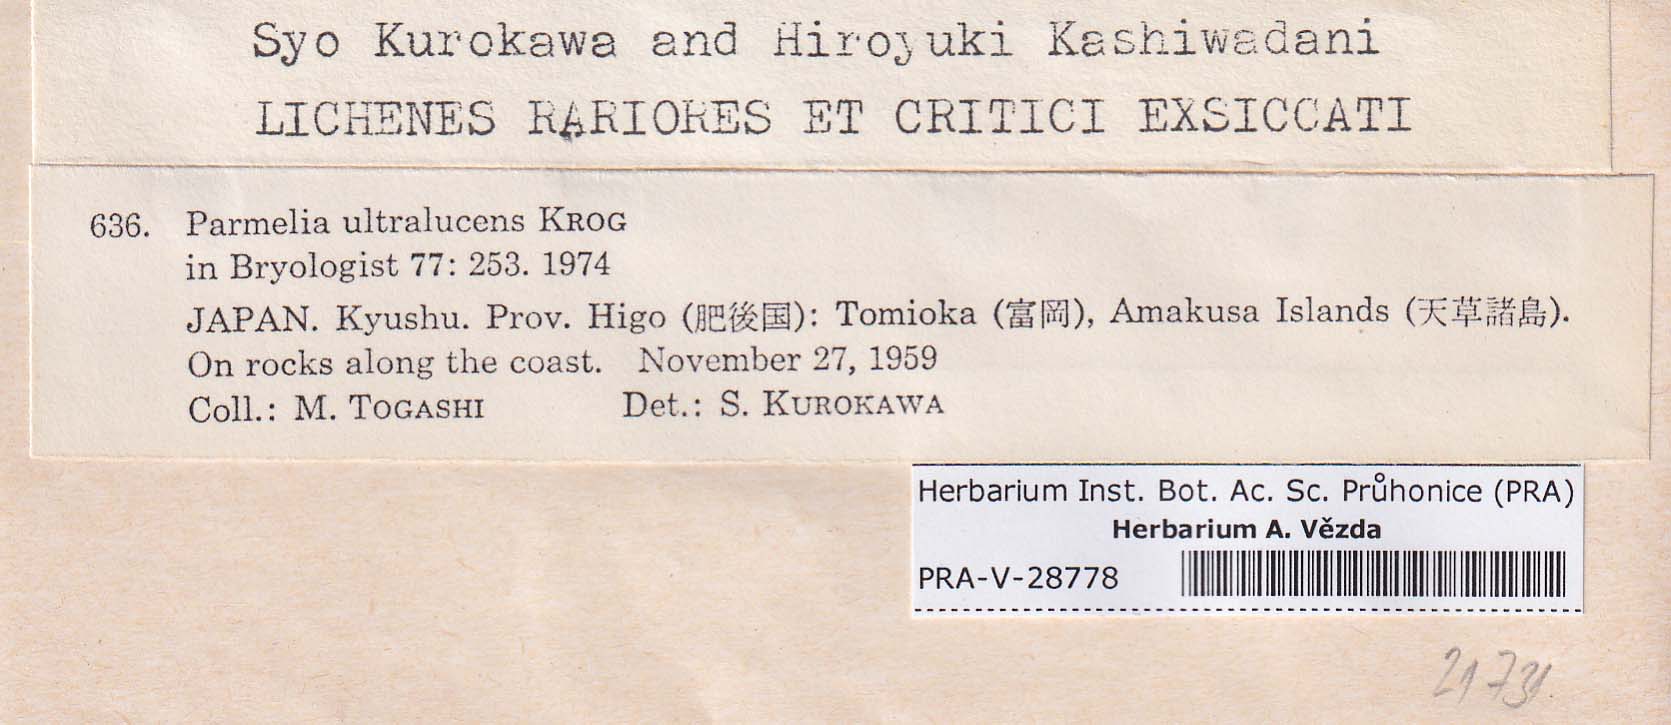 Syo Kurokawa and Hiroyuki Kashiwadani
LICHENES RARIORES ET CRITICI EXSICCATI
636. Parmelia ultralucens KROG
in Bryologist 77: 253. 1974
JAPAN. Kyushu. Prov. Higo (肥後国): Tomioka (富岡), Amakusa Islands (天草諸島).
On rocks along the coast. November 27, 1959
Coll.: M. TOGASHI Det.: S. KUROKAWA
Herbarium Inst. Bot. Ac. Sc. Průhonice (PRA)
Herbarium A. Vězda
PRA-V-28778
21731